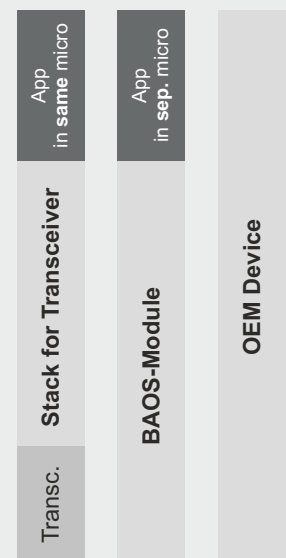 App
in same micro
Stack for Transceiver
Transc.
App
in sep. micro
BAOS-Module
OEM Device